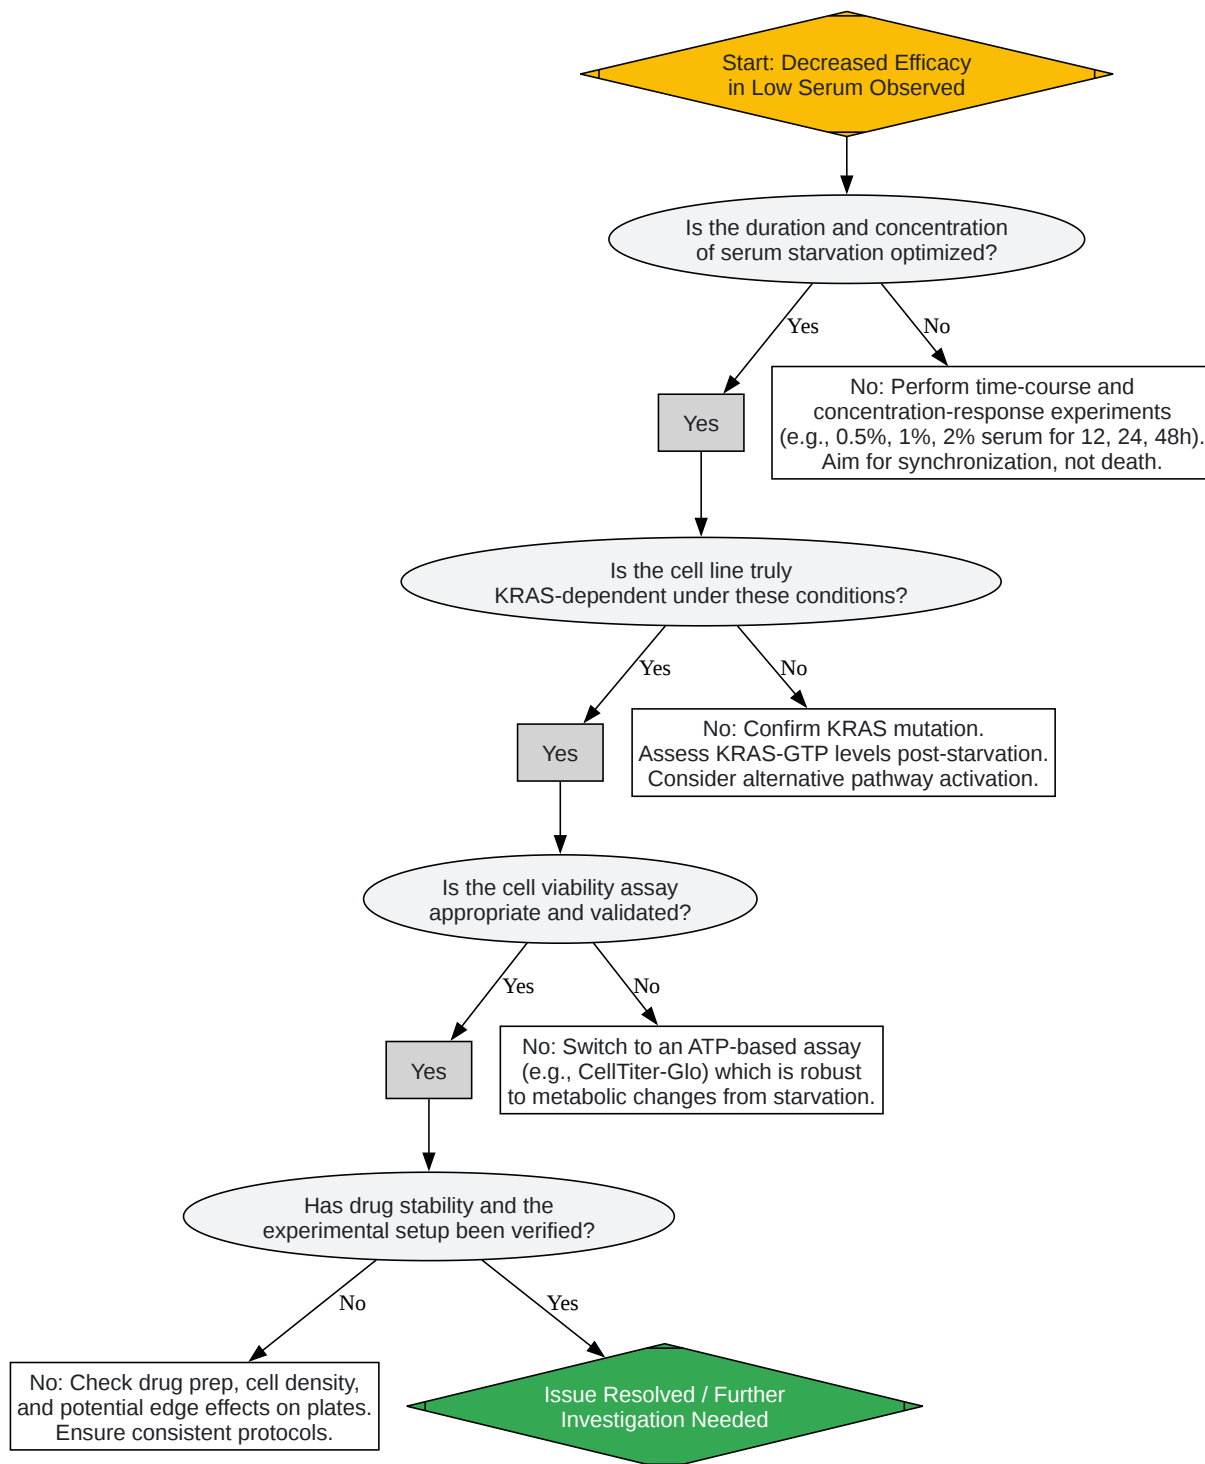 Start: Decreased Efficacy
in Low Serum Observed
Is the duration and concentration
of serum starvation optimized?
Yes
No
Yes
No: Perform time-course and
concentration-response experiments
(e.g., 0.5%, 1%, 2% serum for 12, 24, 48h).
Aim for synchronization, not death.
Is the cell line truly
KRAS-dependent under these conditions?
Yes
No
Yes
No: Confirm KRAS mutation.
Assess KRAS-GTP levels post-starvation.
Consider alternative pathway activation.
Is the cell viability assay
appropriate and validated?
Yes
No
Yes
No: Switch to an ATP-based assay
(e.g., CellTiter-Glo) which is robust
to metabolic changes from starvation.
Has drug stability and the
experimental setup been verified?
No
Yes
No: Check drug prep, cell density,
and potential edge effects on plates.
Ensure consistent protocols.
Issue Resolved / Further
Investigation Needed